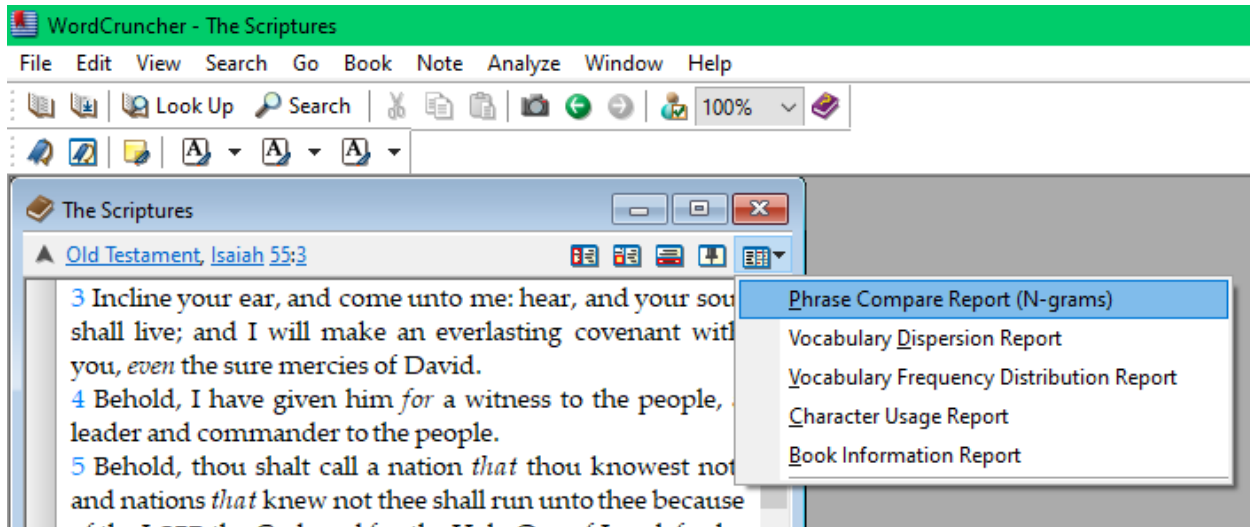 WordCruncher - The Scriptures
File Edit View Search Go Book Note Analyze Window Help
Look Up Search 100%
The Scriptures
Old Testament, Isaiah 55:3
3 Incline your ear, and come unto me: hear, and your soul
shall live; and I will make an everlasting covenant with
you, even the sure mercies of David.
4 Behold, I have given him for a witness to the people,
leader and commander to the people.
5 Behold, thou shalt call a nation that thou knowest not
and nations that knew not thee shall run unto thee because
Phrase Compare Report (N-grams)
Vocabulary Dispersion Report
Vocabulary Frequency Distribution Report
Character Usage Report
Book Information Report